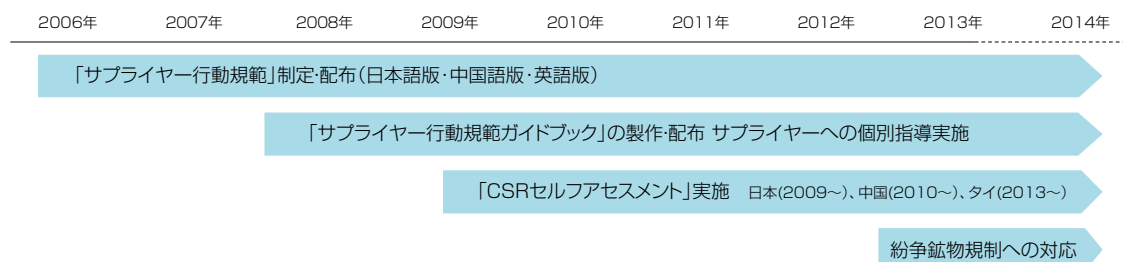 2006年 2007年 2008年 2009年 2010年 2011年 2012年 2013年 2014年
「サプライヤー行動規範」制定・配布（日本語版・中国語版・英語版）
「サプライヤー行動規範ガイドブック」の製作・配布 サプライヤーへの個別指導実施
「CSRセルフアセスメント」実施 日本(2009〜)、中国(2010〜)、タイ(2013〜)
紛争鉱物規制への対応